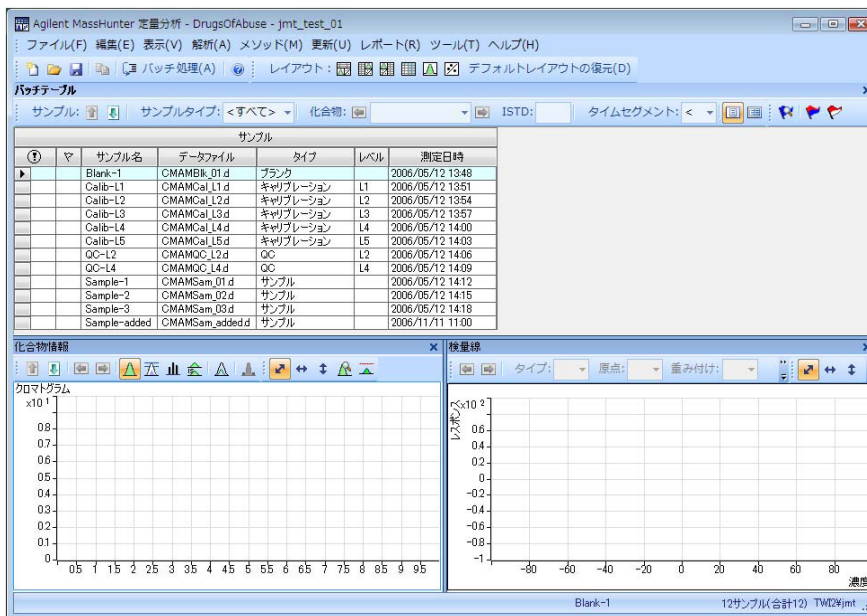 Agilent MassHunter 定量分析 - DrugsOfAbuse - jmt_test_01
ファイル(F) 編集(E) 表示(V) 解析(A) メソッド(M) 更新(U) レポート(R) ツール(T) ヘルプ(H)
バッチ処理(A) レイアウト: デフォルトレイアウトの復元(D)
バッチテーブル
サンプル: サンプルタイプ: <すべて> 化合物: ISTD: タイムセグメント: <
サンプル
サンプル名 データファイル タイプ レベル 測定日時
Blank-1 CMAMBlk_01.d ブランク 2006/05/12 13:48
Calib-L1 CMAMCal_L1.d キャリブレーション L1 2006/05/12 13:51
Calib-L2 CMAMCal_L2.d キャリブレーション L2 2006/05/12 13:54
Calib-L3 CMAMCal_L3.d キャリブレーション L3 2006/05/12 13:57
Calib-L4 CMAMCal_L4.d キャリブレーション L4 2006/05/12 14:00
Calib-L5 CMAMCal_L5.d キャリブレーション L5 2006/05/12 14:03
QC-L2 CMAMQC_L2.d QC L2 2006/05/12 14:06
QC-L4 CMAMQC_L4.d QC L4 2006/05/12 14:09
Sample-1 CMAMSam_01.d サンプル 2006/05/12 14:12
Sample-2 CMAMSam_02.d サンプル 2006/05/12 14:15
Sample-3 CMAMSam_03.d サンプル 2006/05/12 14:18
Sample-added CMAMSam_added.d サンプル 2006/11/11 11:00
化合物情報
クロマトグラム
x10 1
0.8
0.7
0.6
0.5
0.4
0.3
0.2
0.1
0
0.5 1 1.5 2 2.5 3 3.5 4 4.5 5 5.5 6 6.5 7 7.5 8 8.5 9 9.5
検量線
タイプ: 原点: 重み付け:
レスポンス
x10 2
0.6
0.4
0.2
0
-0.2
-0.4
-0.6
-0.8
-1
-80 -60 -40 -20 0 20 40 60 80
濃度
Blank-1 12サンプル(合計12) TWI2¥jmt